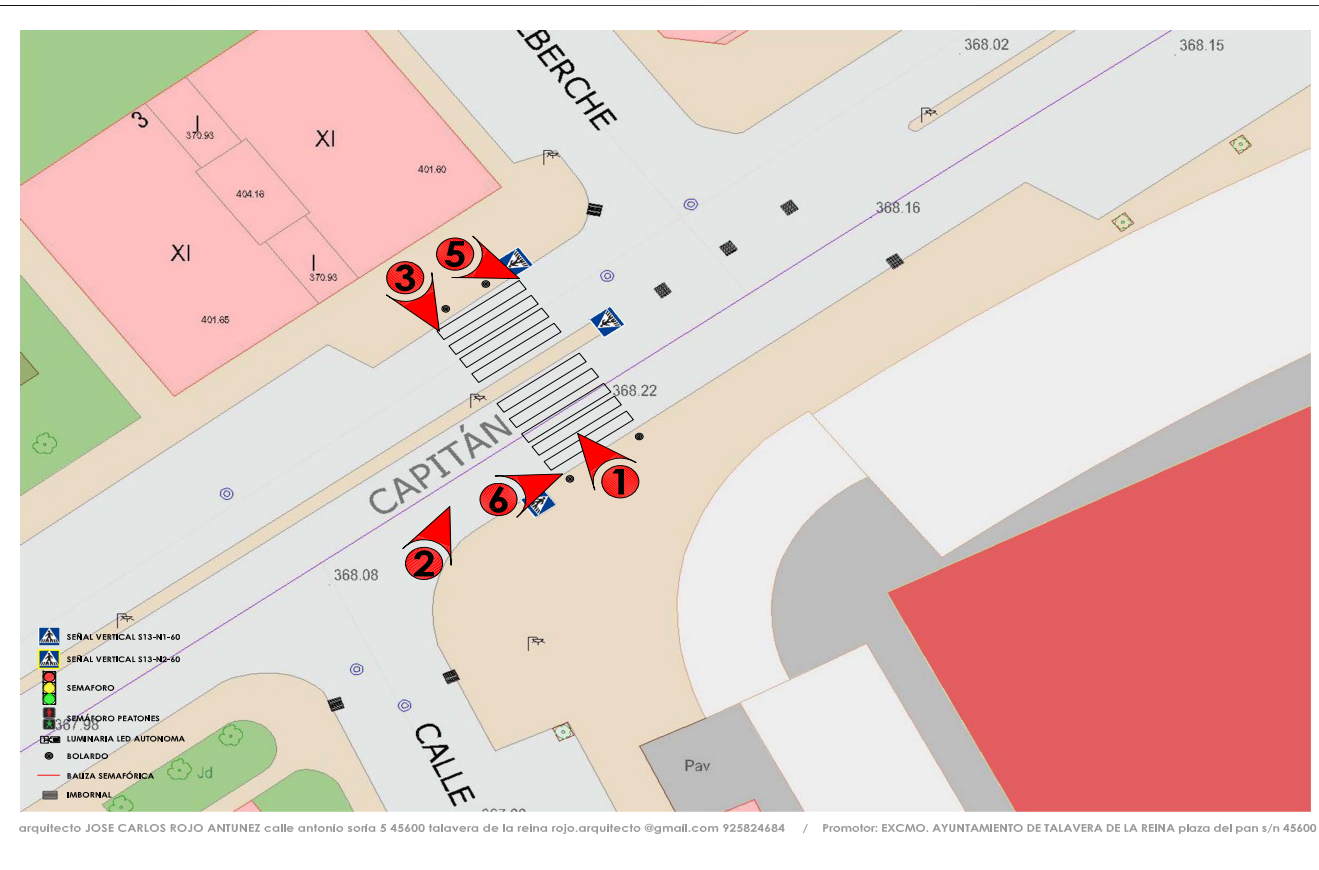 ALBERCHE
368.02
368.15
3
I
370.93
XI
401.60
404.16
368.16
XI
I
370.93
401.65
5
3
368.22
CAPITÁN
1
6
2
368.08
SEÑAL VERTICAL S13-N1-60
SEÑAL VERTICAL S13-N2-60
SEMAFORO
SEMÁFORO PEATONES
367.98
LUMINARIA LED AUTONOMA
BOLARDO
BALIZA SEMAFÓRICA
IMBORNAL
Jd
CALLE
Pav
arquitecto JOSE CARLOS ROJO ANTUNEZ calle antonio soria 5 45600 talavera de la reina rojo.arquitecto @gmail.com 925824684 / Promotor: EXCMO. AYUNTAMIENTO DE TALAVERA DE LA REINA plaza del pan s/n 45600